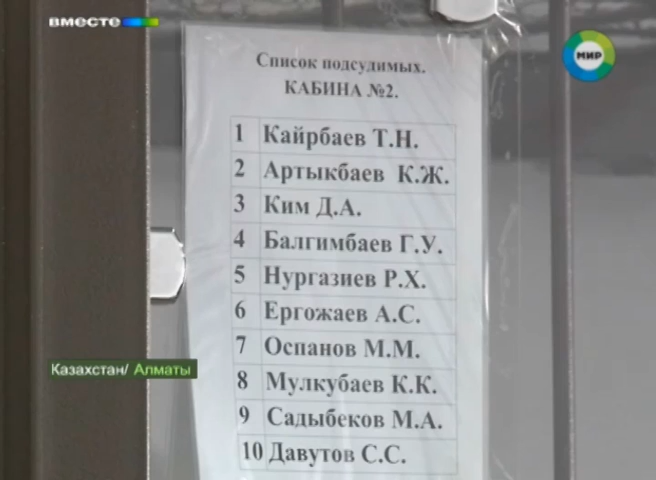 вместе
мир
Список подсудимых.
КАБИНА №2.
1 Кайрбаев Т.Н.
2 Артыкбаев К.Ж.
3 Ким Д.А.
4 Балгимбаев Г.У.
5 Нургазиев Р.Х.
6 Ергожаев А.С.
7 Оспанов М.М.
8 Мулкубаев К.К.
9 Садыбеков М.А.
10 Давутов С.С.
Казахстан/ Алматы